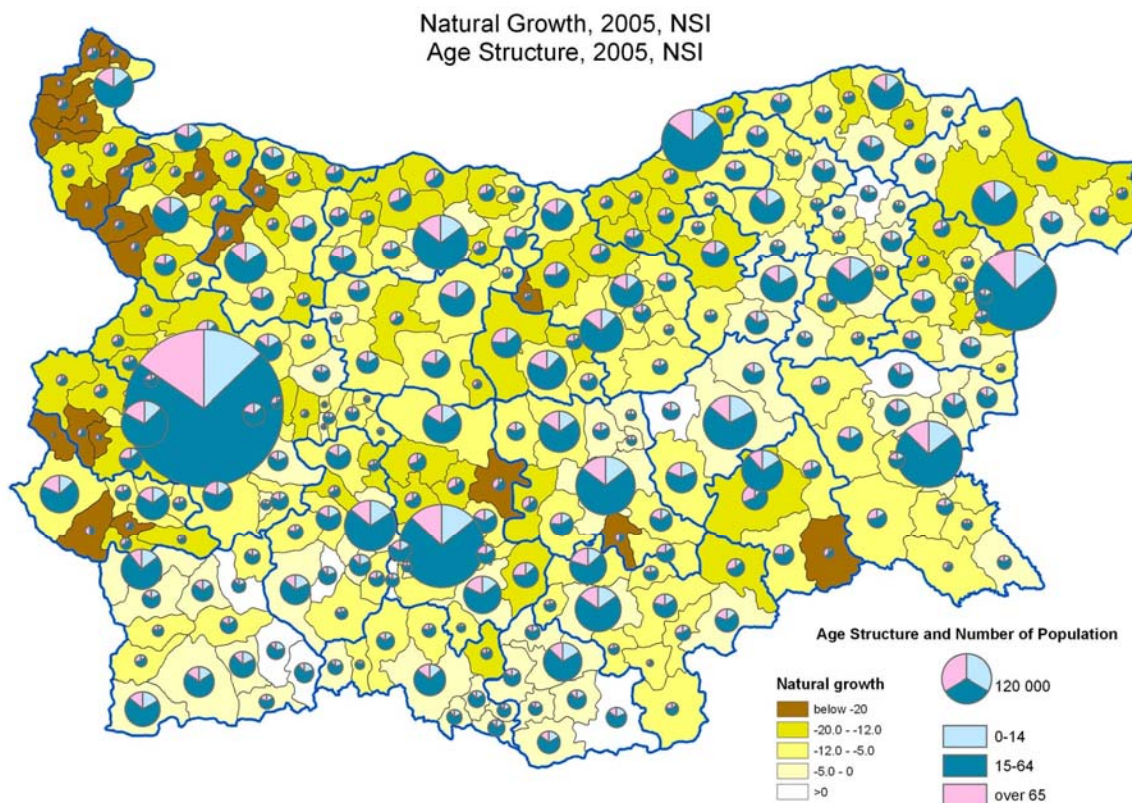 Natural Growth, 2005, NSI
Age Structure, 2005, NSI
Age Structure and Number of Population
120 000
Natural growth
below -20
-20.0 - -12.0
-12.0 - -5.0
-5.0 - 0
>0
0-14
15-64
over 65